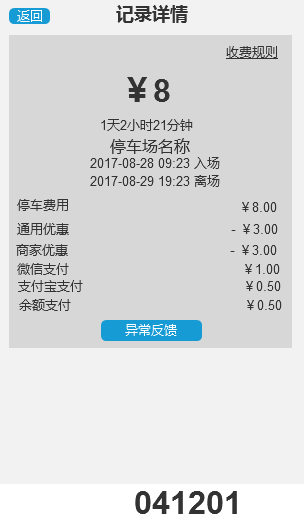 返回 记录详情
收费规则
￥8
1天2小时21分钟
停车场名称
2017-08-28 09:23 入场
2017-08-29 19:23 离场
停车费用 ￥8.00
通用优惠 - ￥3.00
商家优惠 - ￥3.00
微信支付 ￥1.00
支付宝支付 ￥0.50
余额支付 ￥0.50
异常反馈
041201